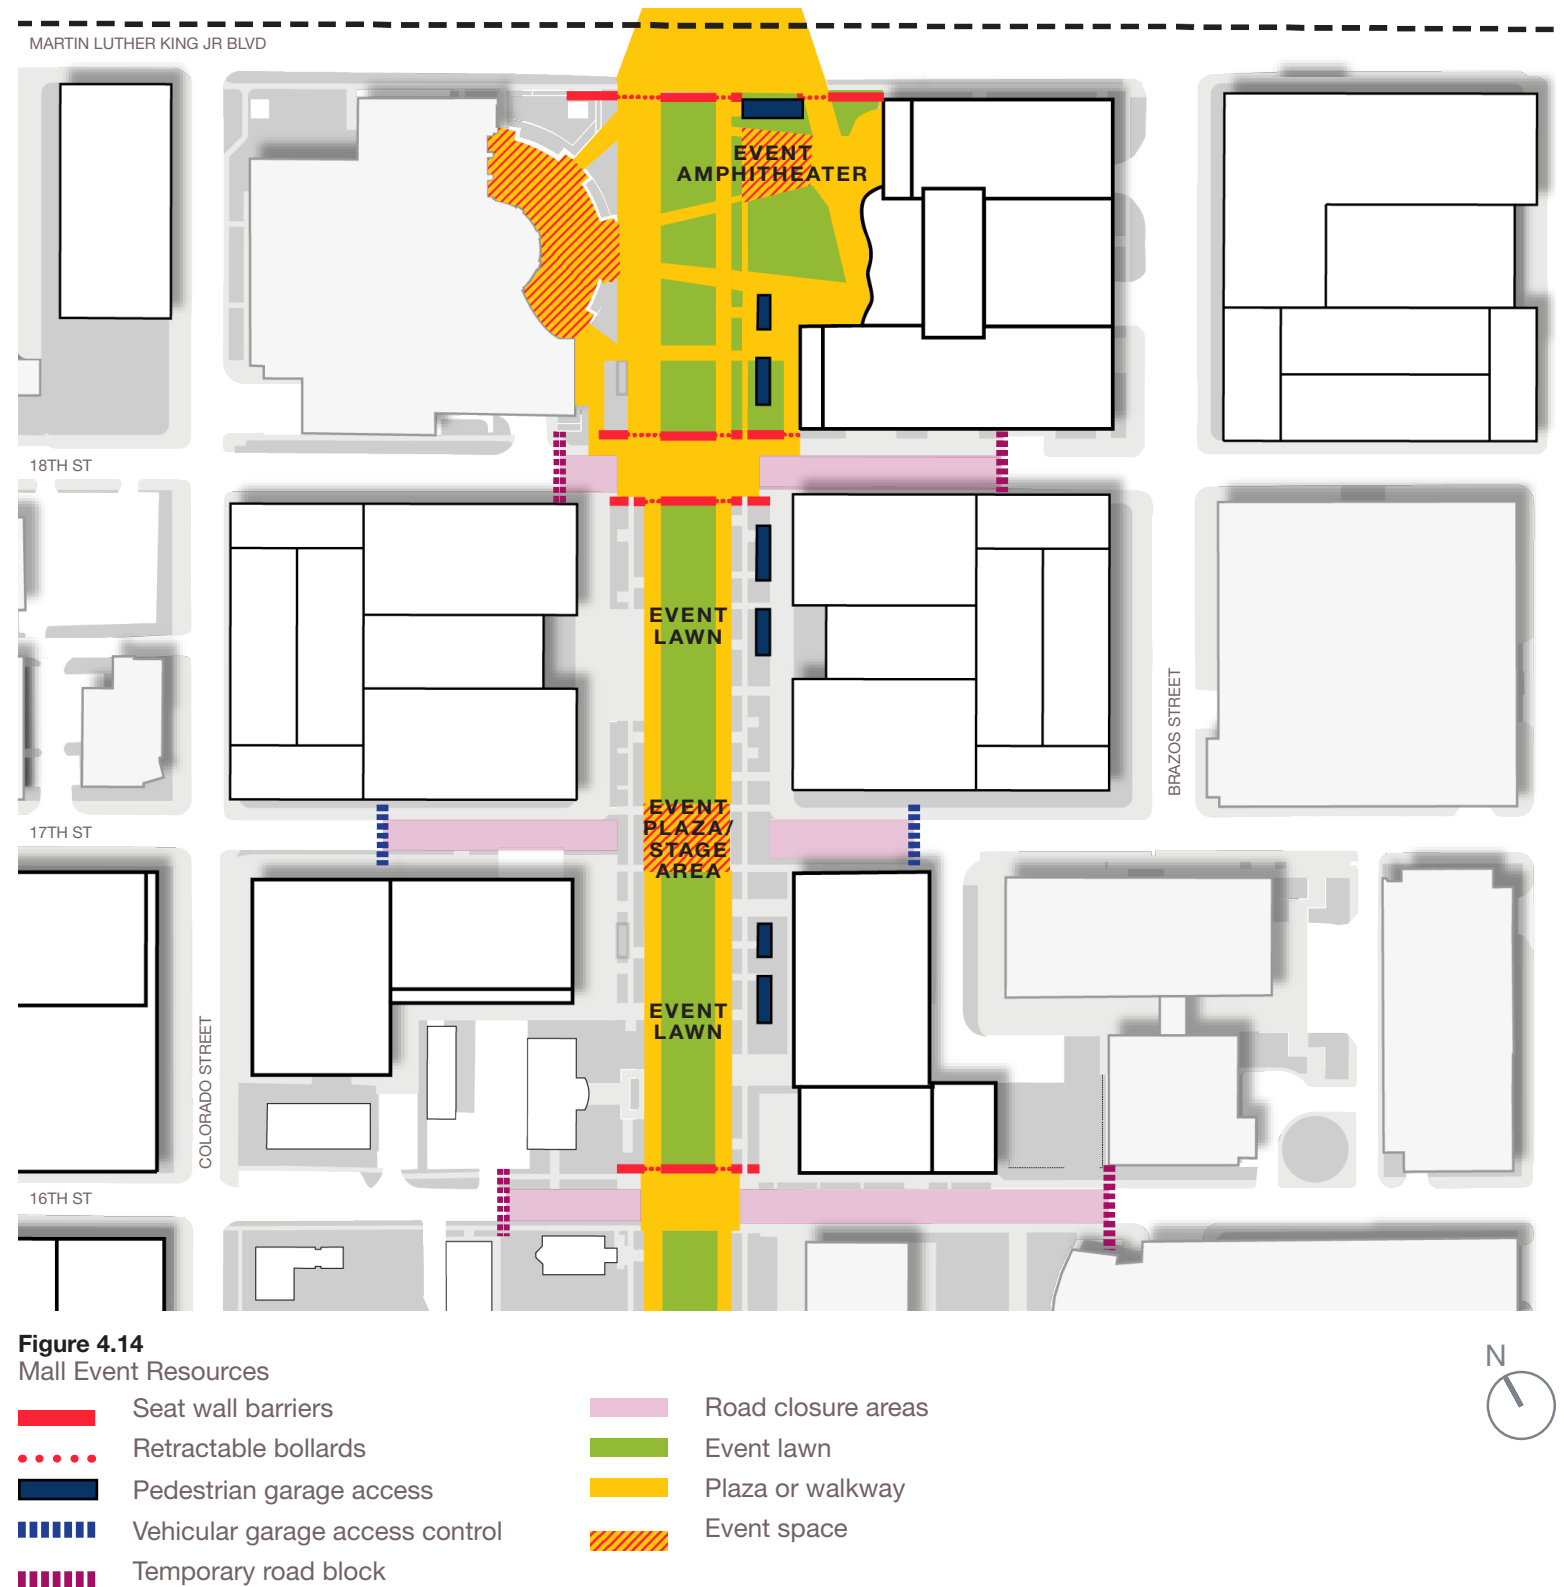 MARTIN LUTHER KING JR BLVD
EVENT
AMPHITHEATER
18TH ST
EVENT
LAWN
BRAZOS STREET
17TH ST
EVENT
PLAZA/
STAGE
AREA
COLORADO STREET
EVENT
LAWN
16TH ST
Figure 4.14
Mall Event Resources
Seat wall barriers
Retractable bollards
Pedestrian garage access
Vehicular garage access control
Temporary road block
Road closure areas
Event lawn
Plaza or walkway
Event space
N